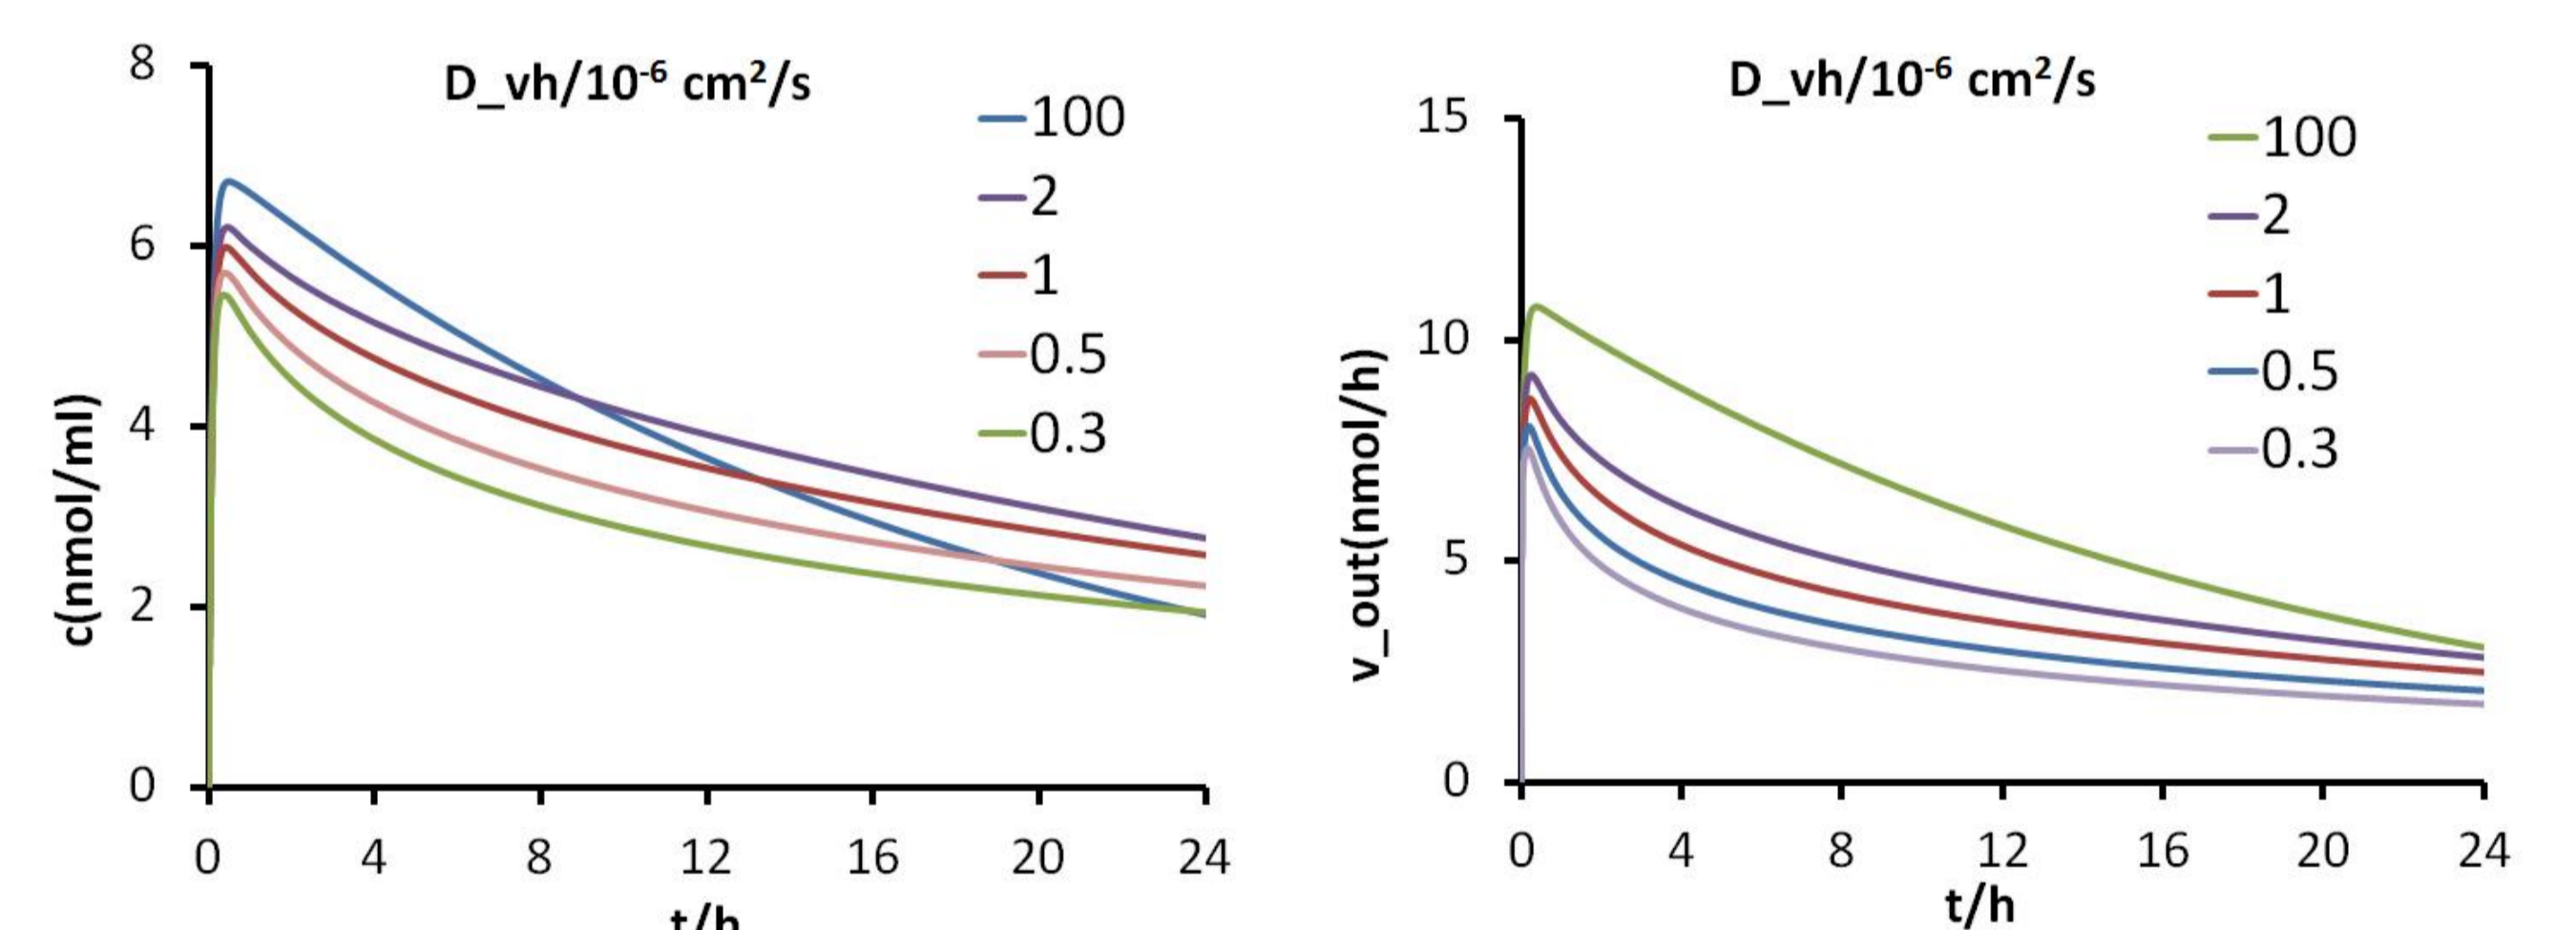 D_vh/10⁻⁶ cm²/s
100
2
1
0.5
0.3
8
6
4
2
0
c(nmol/ml)
0 4 8 12 16 20 24
t/h
D_vh/10⁻⁶ cm²/s
100
2
1
0.5
0.3
15
10
5
0
v_out(nmol/h)
0 4 8 12 16 20 24
t/h